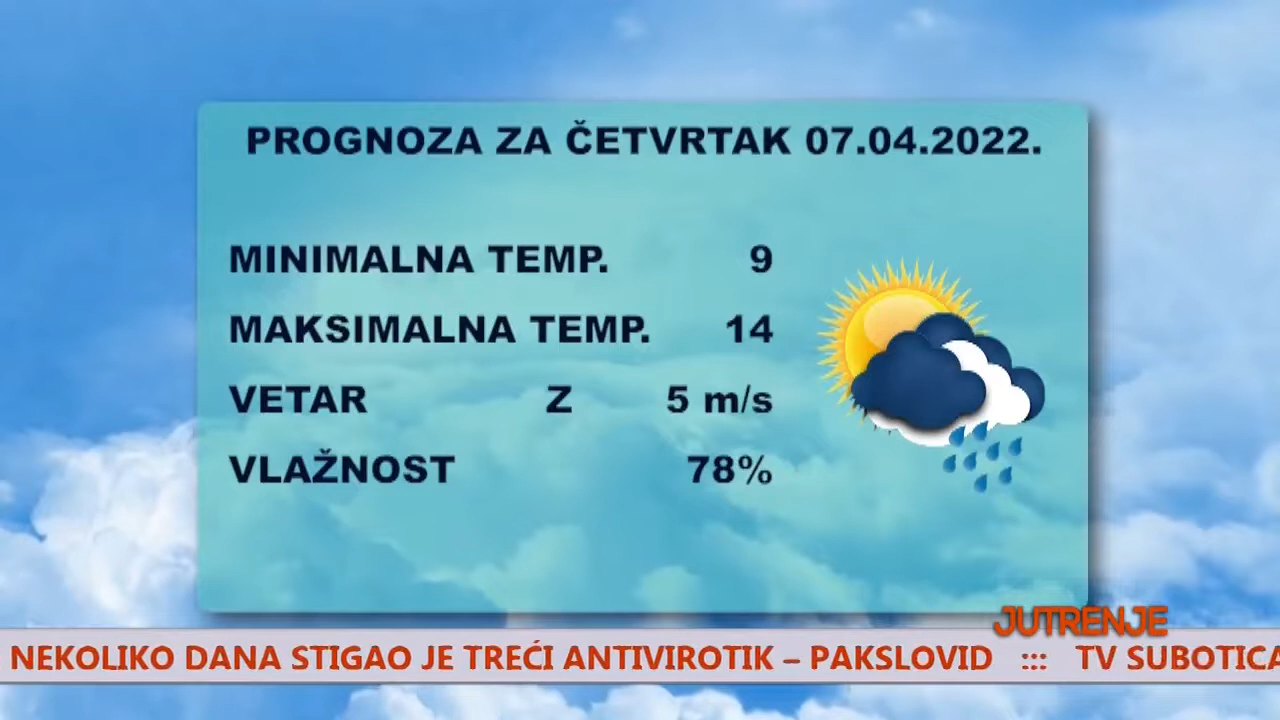 PROGNOZA ZA ČETVRTAK 07.04.2022.
MINIMALNA TEMP. 9
MAKSIMALNA TEMP. 14
VETAR Z 5 m/s
VLAŽNOST 78%
JUTRENJE
NEKOLIKO DANA STIGAO JE TREĆI ANTIVIROTIK – PAKSLOVID ::: TV SUBOTICA